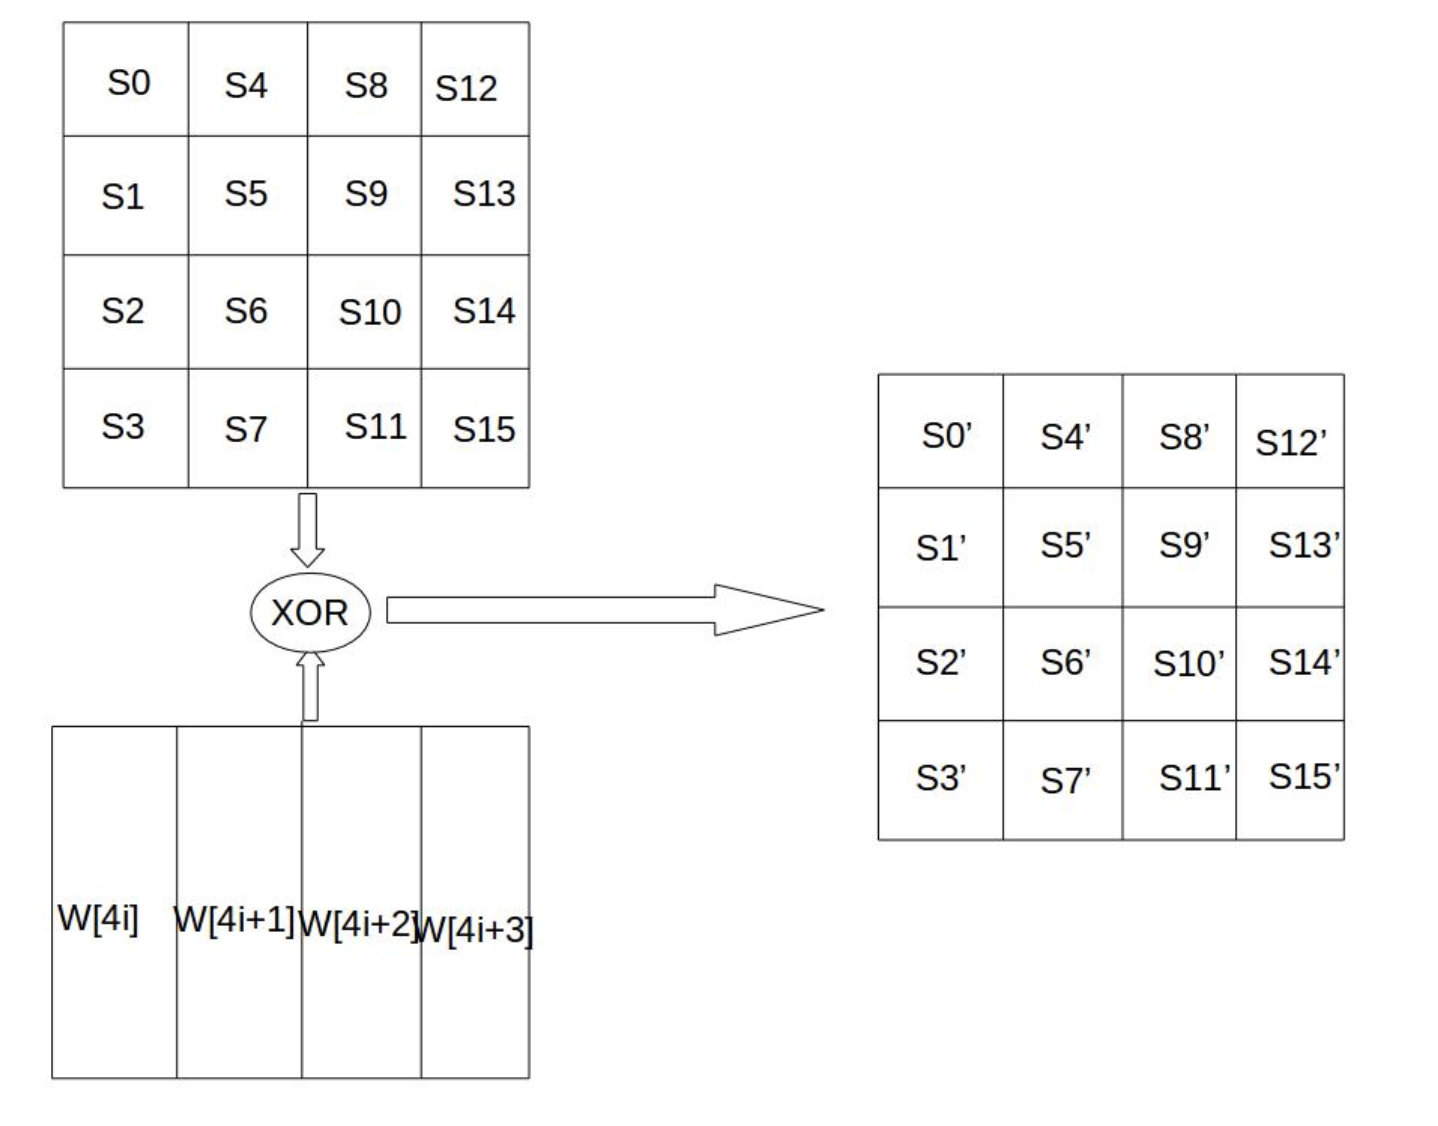 S0 S4 S8 S12
S1 S5 S9 S13
S2 S6 S10 S14
S3 S7 S11 S15
XOR
W[4i] W[4i+1] W[4i+2] W[4i+3]
S0’ S4’ S8’ S12’
S1’ S5’ S9’ S13’
S2’ S6’ S10’ S14’
S3’ S7’ S11’ S15’